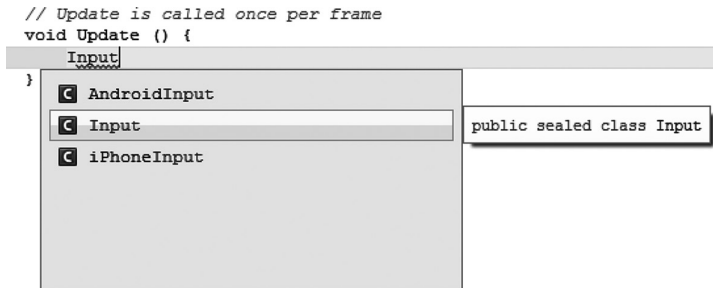 // Update is called once per frame
void Update () {
Input
}
C AndroidInput
C Input
public sealed class Input
C iPhoneInput